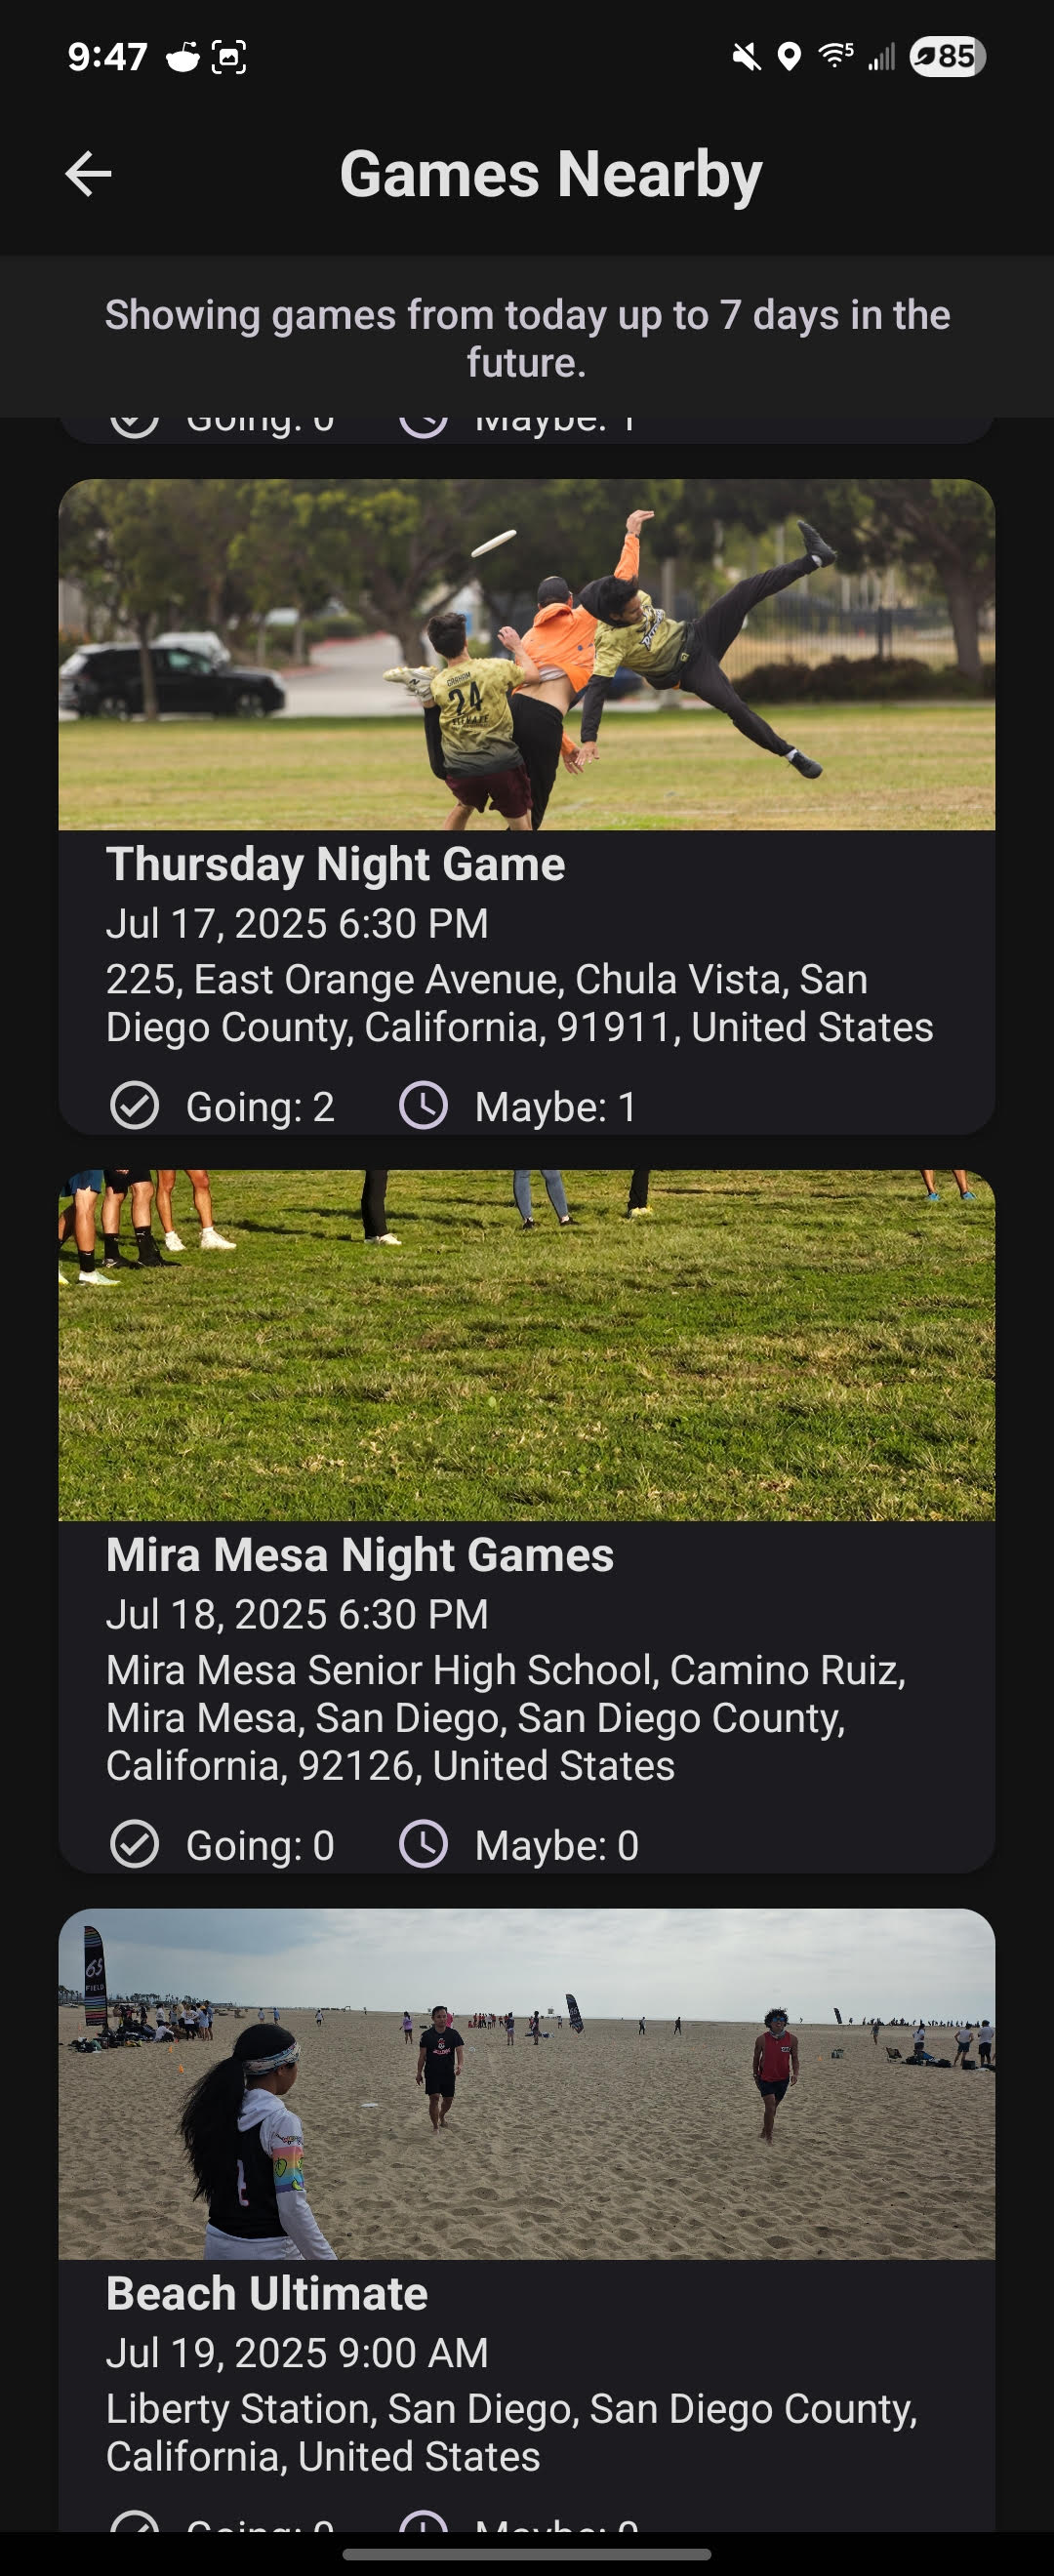 9:47
5
85
Games Nearby
Showing games from today up to 7 days in the
future.
Going: 0 Maybe: 1
GRAHAM
24
Thursday Night Game
Jul 17, 2025 6:30 PM
225, East Orange Avenue, Chula Vista, San
Diego County, California, 91911, United States
Going: 2 Maybe: 1
Mira Mesa Night Games
Jul 18, 2025 6:30 PM
Mira Mesa Senior High School, Camino Ruiz,
Mira Mesa, San Diego, San Diego County,
California, 92126, United States
Going: 0 Maybe: 0
65
FIELD
Beach Ultimate
Jul 19, 2025 9:00 AM
Liberty Station, San Diego, San Diego County,
California, United States
Going: 0 Maybe: 0